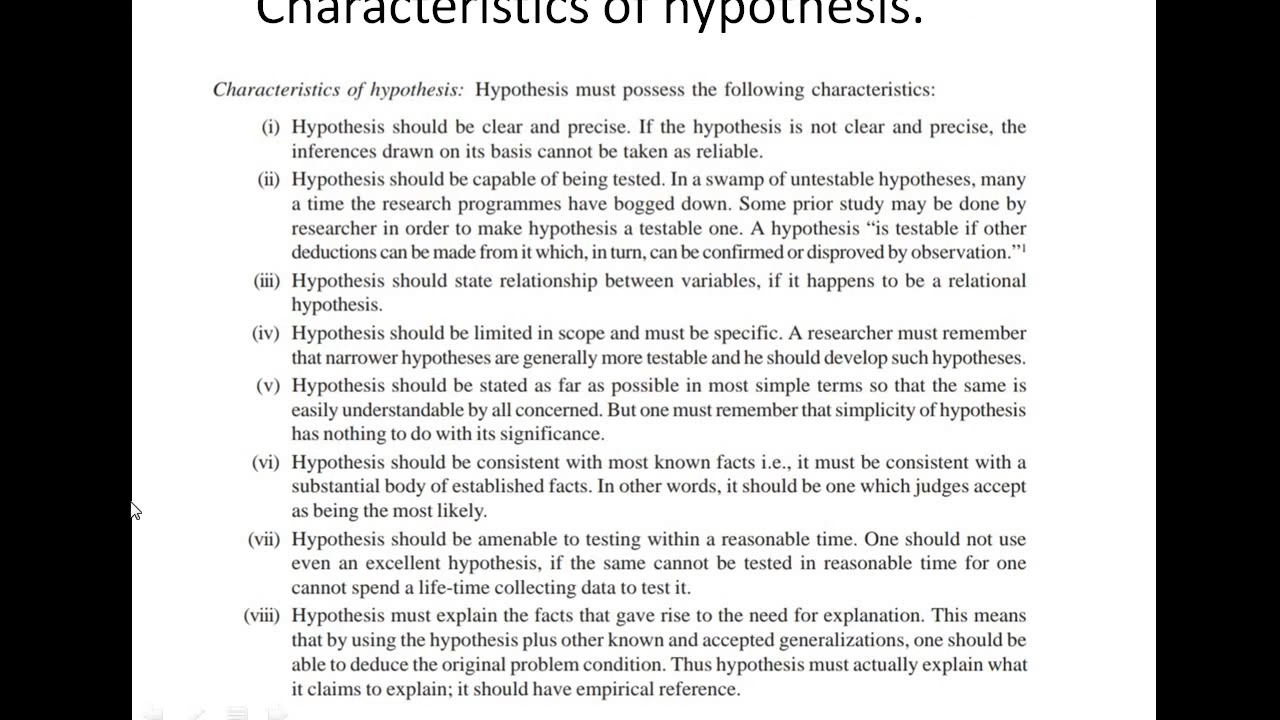 Characteristics of hypothesis.
Characteristics of hypothesis: Hypothesis must possess the following characteristics:
(i) Hypothesis should be clear and precise. If the hypothesis is not clear and precise, the
inferences drawn on its basis cannot be taken as reliable.
(ii) Hypothesis should be capable of being tested. In a swamp of untestable hypotheses, many
a time the research programmes have bogged down. Some prior study may be done by
researcher in order to make hypothesis a testable one. A hypothesis “is testable if other
deductions can be made from it which, in turn, can be confirmed or disproved by observation.”1
(iii) Hypothesis should state relationship between variables, if it happens to be a relational
hypothesis.
(iv) Hypothesis should be limited in scope and must be specific. A researcher must remember
that narrower hypotheses are generally more testable and he should develop such hypotheses.
(v) Hypothesis should be stated as far as possible in most simple terms so that the same is
easily understandable by all concerned. But one must remember that simplicity of hypothesis
has nothing to do with its significance.
(vi) Hypothesis should be consistent with most known facts i.e., it must be consistent with a
substantial body of established facts. In other words, it should be one which judges accept
as being the most likely.
(vii) Hypothesis should be amenable to testing within a reasonable time. One should not use
even an excellent hypothesis, if the same cannot be tested in reasonable time for one
cannot spend a life-time collecting data to test it.
(viii) Hypothesis must explain the facts that gave rise to the need for explanation. This means
that by using the hypothesis plus other known and accepted generalizations, one should be
able to deduce the original problem condition. Thus hypothesis must actually explain what
it claims to explain; it should have empirical reference.